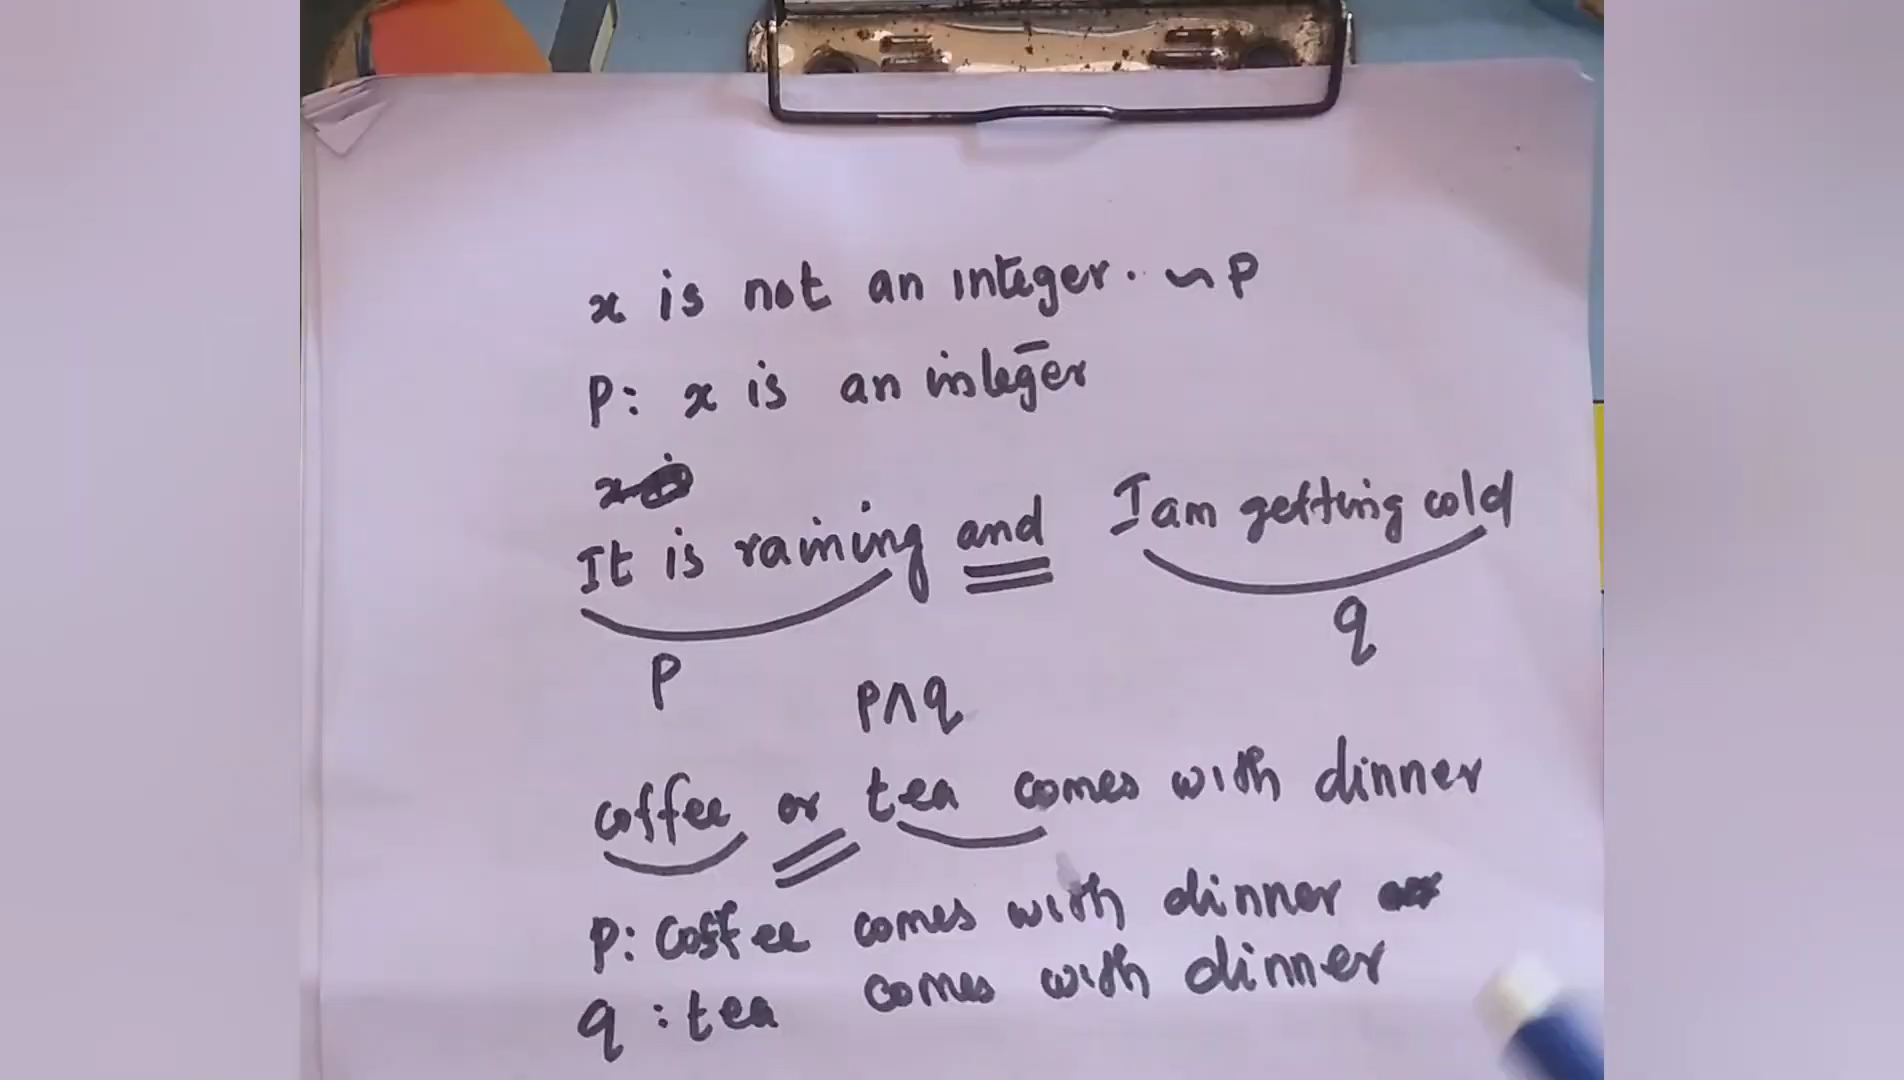 x is not an integer. ~p
P: x is an integer
x
It is raining and I am getting cold
p q
p∧q
coffee or tea comes with dinner
p: Coffee comes with dinner
q: tea comes with dinner